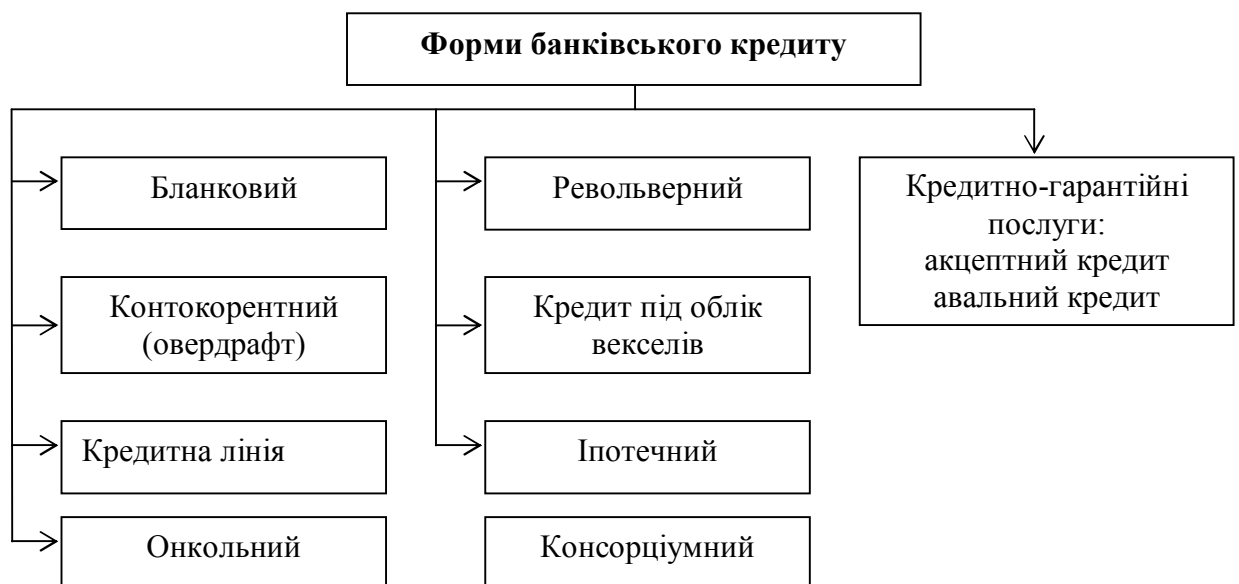 Форми банківського кредиту
Бланковий
Контокорентний
(овердрафт)
Кредитна лінія
Онкольний
Револьверний
Кредит під облік
векселів
Іпотечний
Консорціумний
Кредитно-гарантійні
послуги:
акцептний кредит
авальний кредит